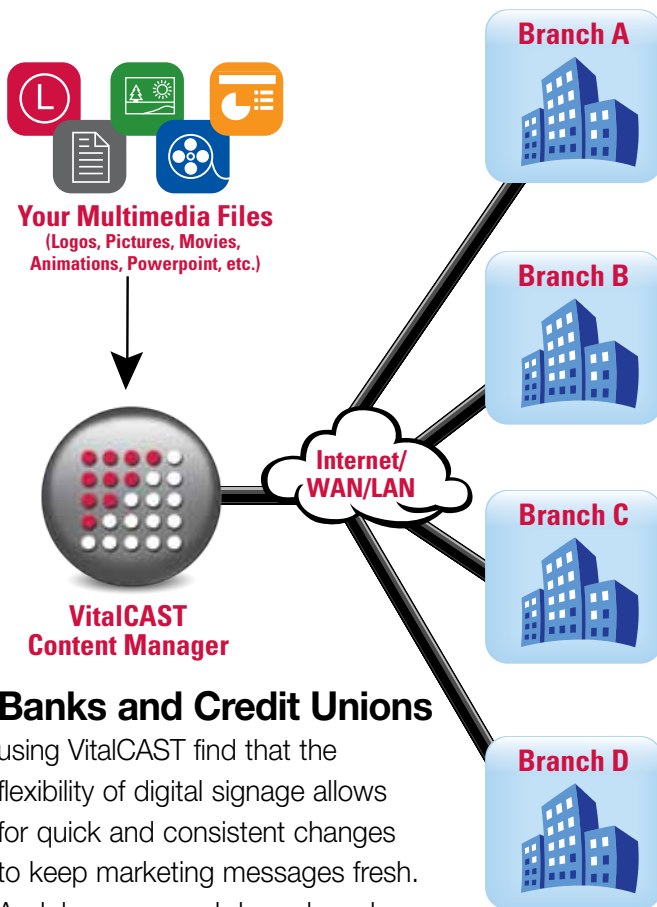 L
Your Multimedia Files
(Logos, Pictures, Movies,
Animations, Powerpoint, etc.)
VitalCAST
Content Manager
Internet/
WAN/LAN
Branch A
Branch B
Branch C
Branch D
Banks and Credit Unions
using VitalCAST find that the
flexibility of digital signage allows
for quick and consistent changes
to keep marketing messages fresh.